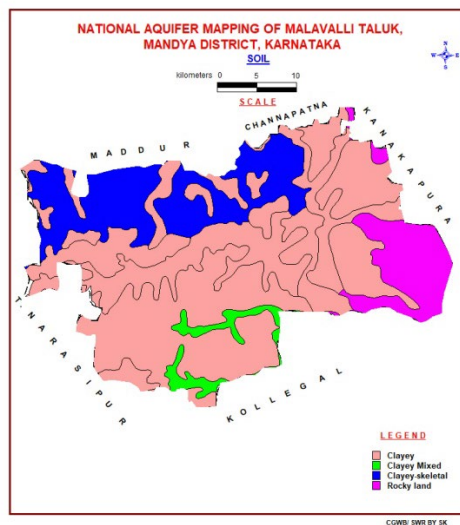 NATIONAL AQUIFER MAPPING OF MALAVALLI TALUK,
MANDYA DISTRICT, KARNATAKA
SOIL
N
W E
S
kilometers 0 5 10
SCALE
CHANNAPATNA
KANAKAPURA
MADDUR
T. NARASIPUR
KOLLEGAL
LEGEND
Clayey
Clayey Mixed
Clayey-skeletal
Rocky land
CGWB/ SWR BY SK